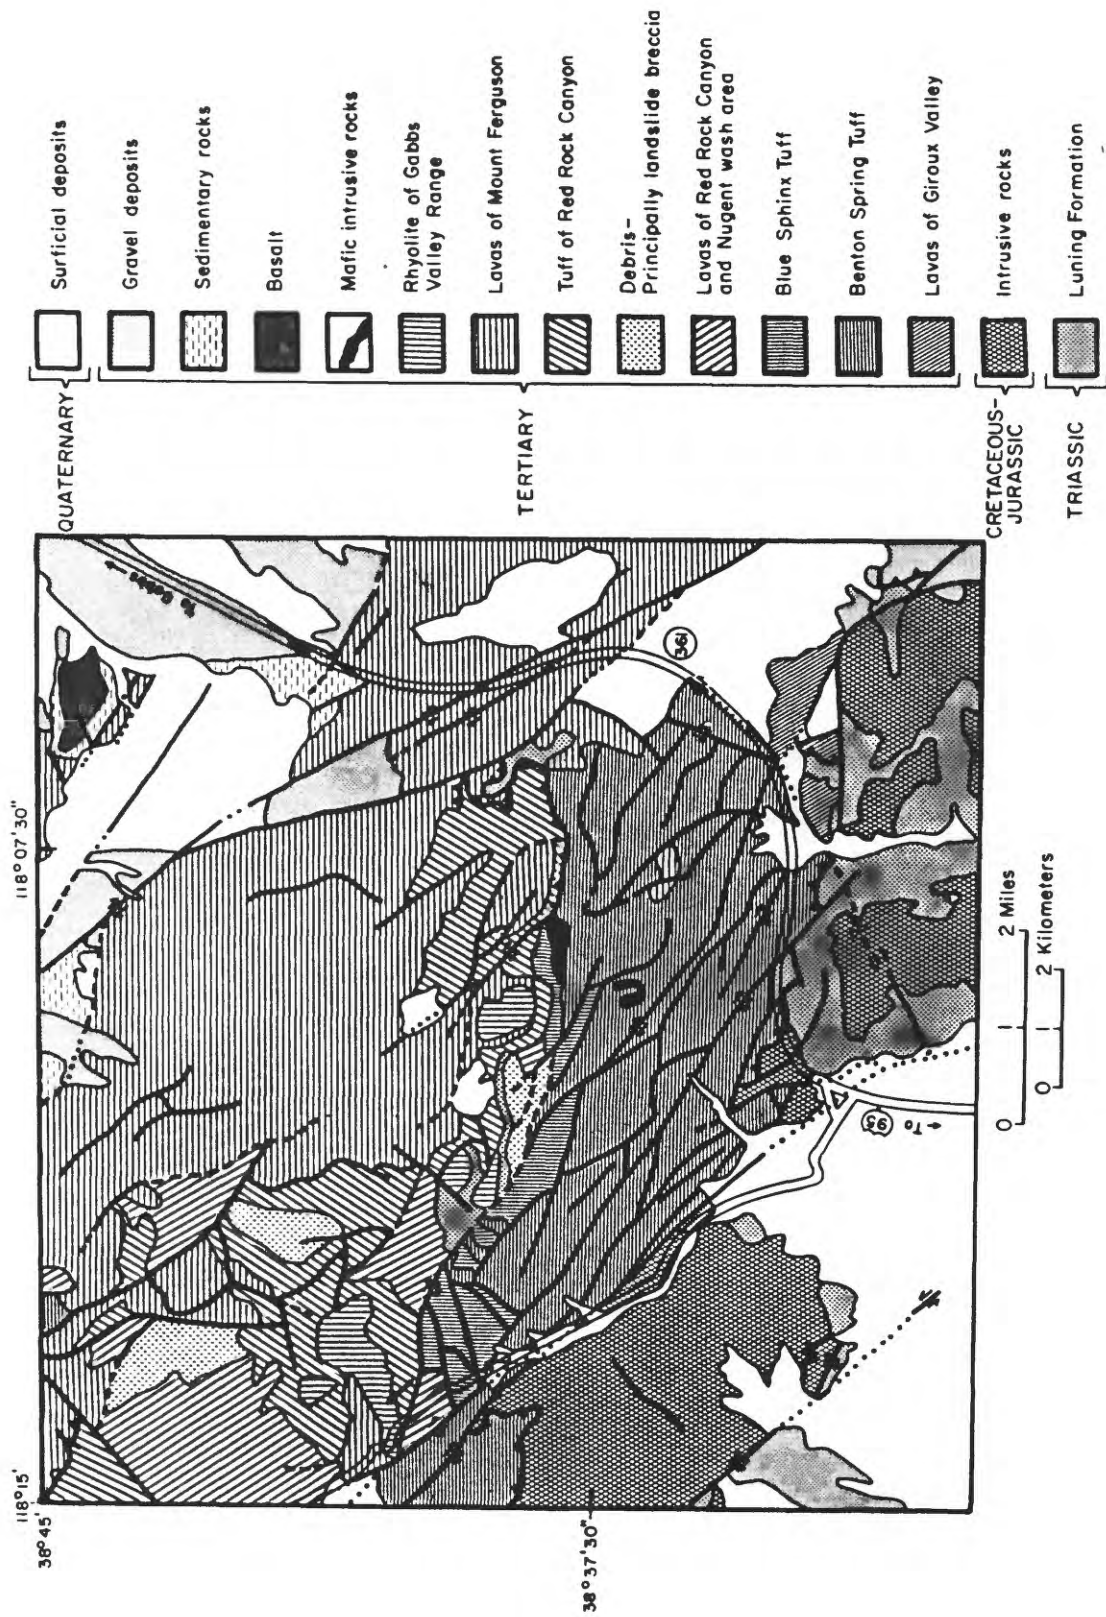 118°15'
118°07'30"
38°45'
38°37'30"
To Gabbs
361
95
To
0 1 2 Miles
0 1 2 Kilometers
QUATERNARY
TERTIARY
CRETACEOUS-
JURASSIC
TRIASSIC
Surficial deposits
Gravel deposits
Sedimentary rocks
Basalt
Mafic intrusive rocks
Rhyolite of Gabbs
Valley Range
Lavas of Mount Ferguson
Tuff of Red Rock Canyon
Debris-
Principally landslide breccia
Lavas of Red Rock Canyon
and Nugent wash area
Blue Sphinx Tuff
Benton Spring Tuff
Lavas of Giroux Valley
Intrusive rocks
Luning Formation